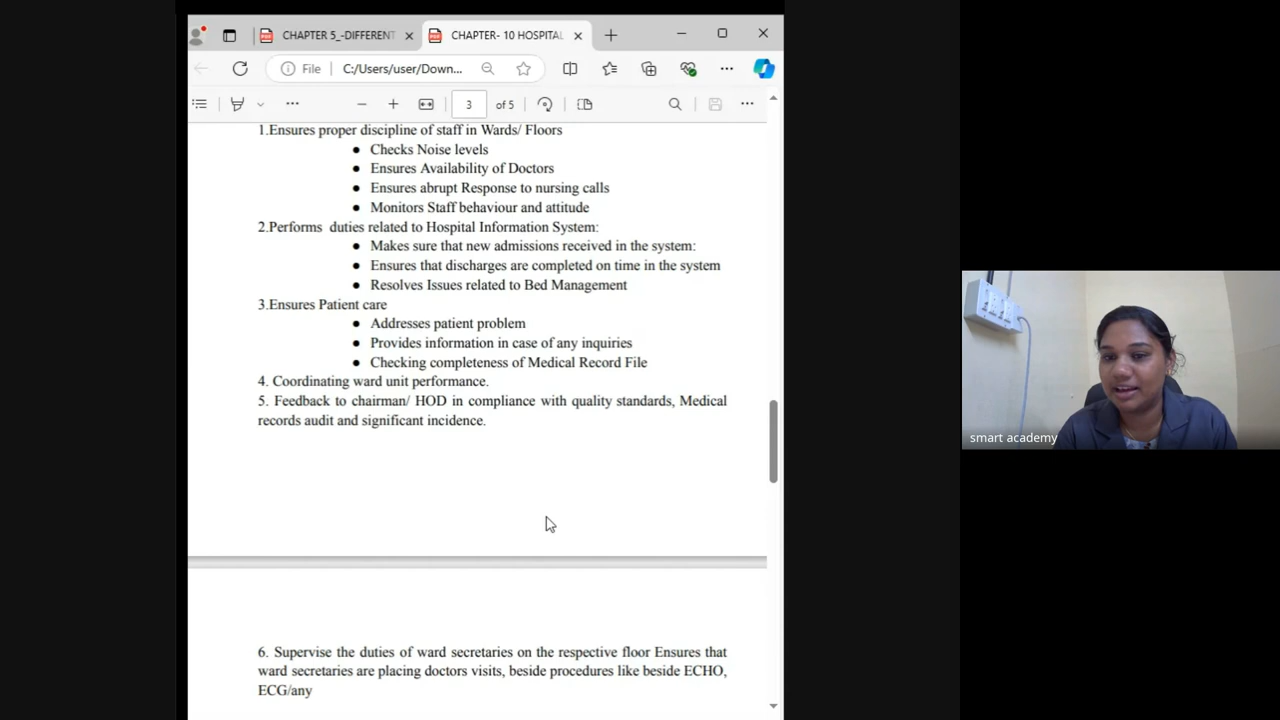 CHAPTER 5_-DIFFERENT
CHAPTER- 10 HOSPITAL
File
C:/Users/user/Down...
3
of 5
1.Ensures proper discipline of staff in Wards/ Floors
● Checks Noise levels
● Ensures Availability of Doctors
● Ensures abrupt Response to nursing calls
● Monitors Staff behaviour and attitude
2.Performs duties related to Hospital Information System:
● Makes sure that new admissions received in the system:
● Ensures that discharges are completed on time in the system
● Resolves Issues related to Bed Management
3.Ensures Patient care
● Addresses patient problem
● Provides information in case of any inquiries
● Checking completeness of Medical Record File
4. Coordinating ward unit performance.
5. Feedback to chairman/ HOD in compliance with quality standards, Medical
records audit and significant incidence.
6. Supervise the duties of ward secretaries on the respective floor Ensures that
ward secretaries are placing doctors visits, beside procedures like beside ECHO,
ECG/any
smart academy